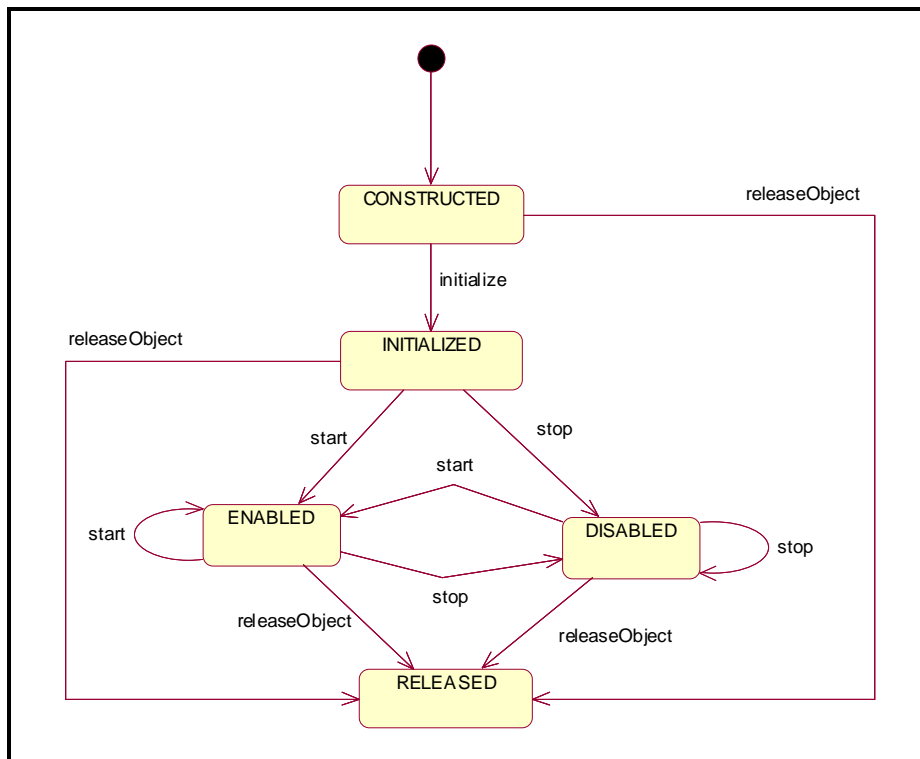 CONSTRUCTED
releaseObject
initialize
releaseObject
INITIALIZED
start
stop
start
ENABLED
DISABLED
start
stop
stop
releaseObject
releaseObject
RELEASED